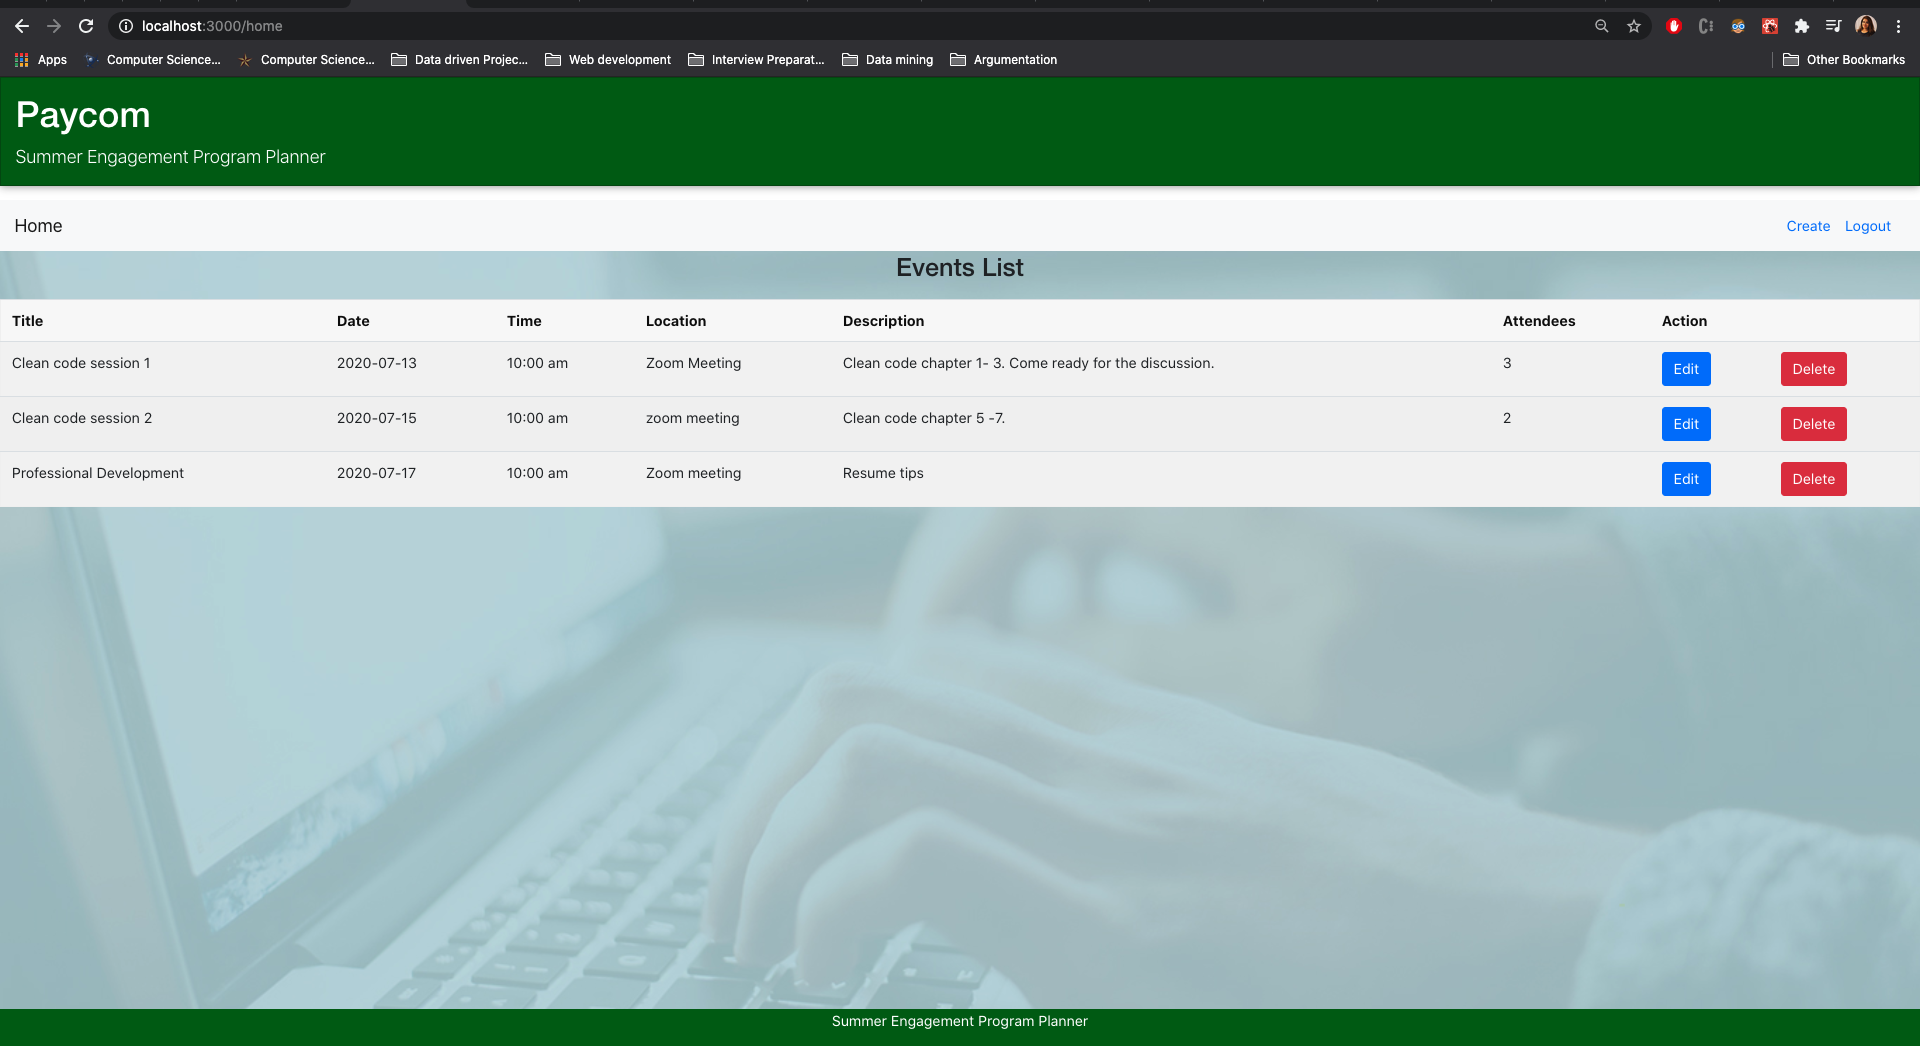 localhost:3000/home
Apps Computer Science... Computer Science... Data driven Projec... Web development Interview Preparat... Data mining Argumentation Other Bookmarks
Paycom
Summer Engagement Program Planner
Home Create Logout
Events List
Title Date Time Location Description Attendees Action
Clean code session 1 2020-07-13 10:00 am Zoom Meeting Clean code chapter 1- 3. Come ready for the discussion. 3 Edit Delete
Clean code session 2 2020-07-15 10:00 am zoom meeting Clean code chapter 5 -7. 2 Edit Delete
Professional Development 2020-07-17 10:00 am Zoom meeting Resume tips Edit Delete
Summer Engagement Program Planner